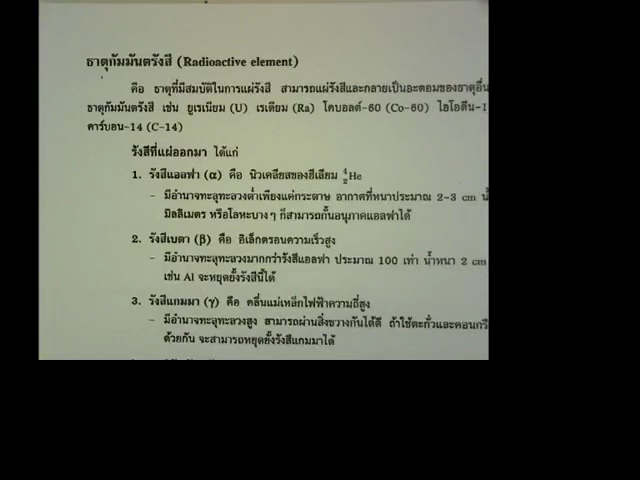 ธาตุกัมมันตรังสี (Radioactive element)
คือ ธาตุที่มีสมบัติในการแผ่รังสี สามารถแผ่รังสีและกลายเป็นอะตอมของธาตุอื่น
ธาตุกัมมันตรังสี เช่น ยูเรเนียม (U) เรเดียม (Ra) โคบอลต์-60 (Co-60) ไอโอดีน-1
คาร์บอน-14 (C-14)
รังสีที่แผ่ออกมา ได้แก่
1. รังสีแอลฟา (α) คือ นิวเคลียสของฮีเลียม ⁴₂He
- มีอำนาจทะลุทะลวงต่ำเพียงแค่กระดาษ อากาศที่หนาประมาณ 2-3 cm น้
มิลลิเมตร หรือโลหะบางๆ ก็สามารถกั้นอนุภาคแอลฟาได้
2. รังสีเบตา (β) คือ อิเล็กตรอนความเร็วสูง
- มีอำนาจทะลุทะลวงมากกว่ารังสีแอลฟา ประมาณ 100 เท่า น้ำหนา 2 cm
เช่น Al จะหยุดยั้งรังสีนี้ได้
3. รังสีแกมมา (γ) คือ คลื่นแม่เหล็กไฟฟ้าความถี่สูง
- มีอำนาจทะลุทะลวงสูง สามารถผ่านสิ่งขวางกันได้ดี ถ้าใช้ตะกั่วและคอนกรี
ด้วยกัน จะสามารถหยุดยั้งรังสีแกมมาได้